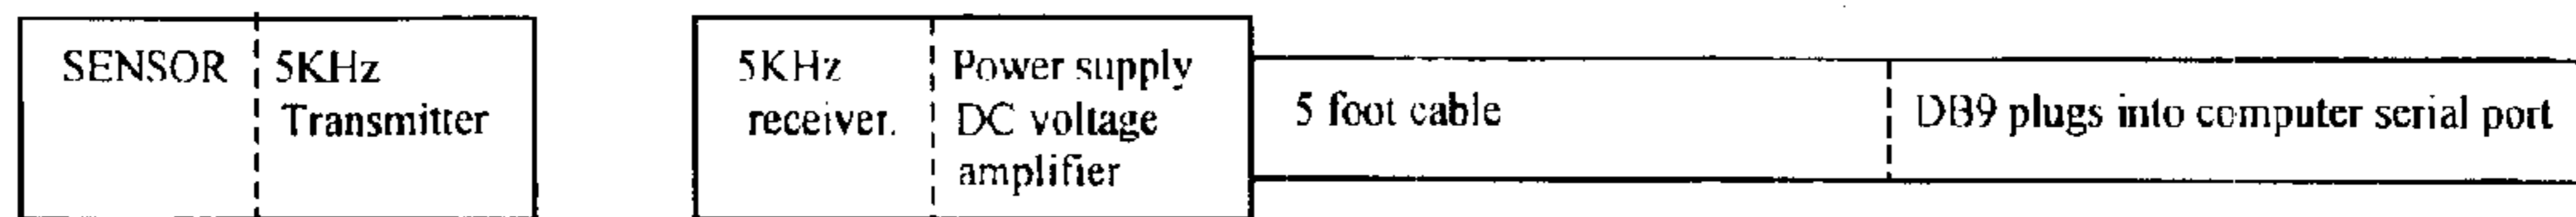 SENSOR
5KHz
Transmitter
5KHz
receiver.
Power supply
DC voltage
amplifier
5 foot cable
DB9 plugs into computer serial port